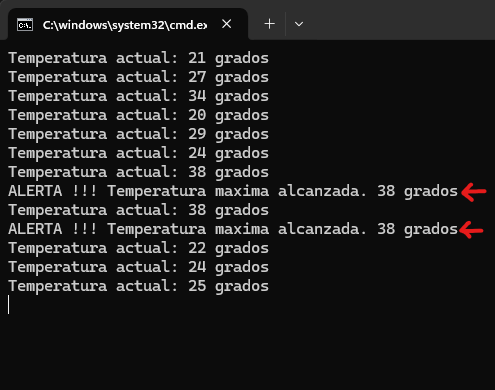 C:\windows\system32\cmd.ex
Temperatura actual: 21 grados
Temperatura actual: 27 grados
Temperatura actual: 34 grados
Temperatura actual: 20 grados
Temperatura actual: 29 grados
Temperatura actual: 24 grados
Temperatura actual: 38 grados
ALERTA !!! Temperatura maxima alcanzada. 38 grados
Temperatura actual: 38 grados
ALERTA !!! Temperatura maxima alcanzada. 38 grados
Temperatura actual: 22 grados
Temperatura actual: 24 grados
Temperatura actual: 25 grados